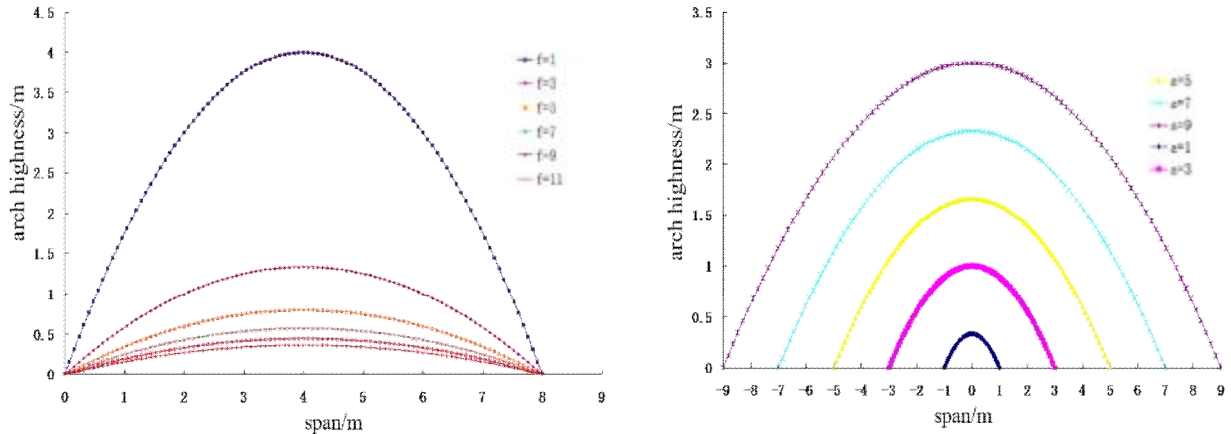 4.5
4
3.5
3
2.5
2
1.5
1
0.5
0
arch highness/m
0 1 2 3 4 5 6 7 8 9
span/m
f=1
f=3
f=5
f=7
f=9
f=11
3.5
3
2.5
2
1.5
1
0.5
0
arch highness/m
-9 -8 -7 -6 -5 -4 -3 -2 -1 0 1 2 3 4 5 6 7 8 9
span/m
a=5
a=7
a=9
a=1
a=3